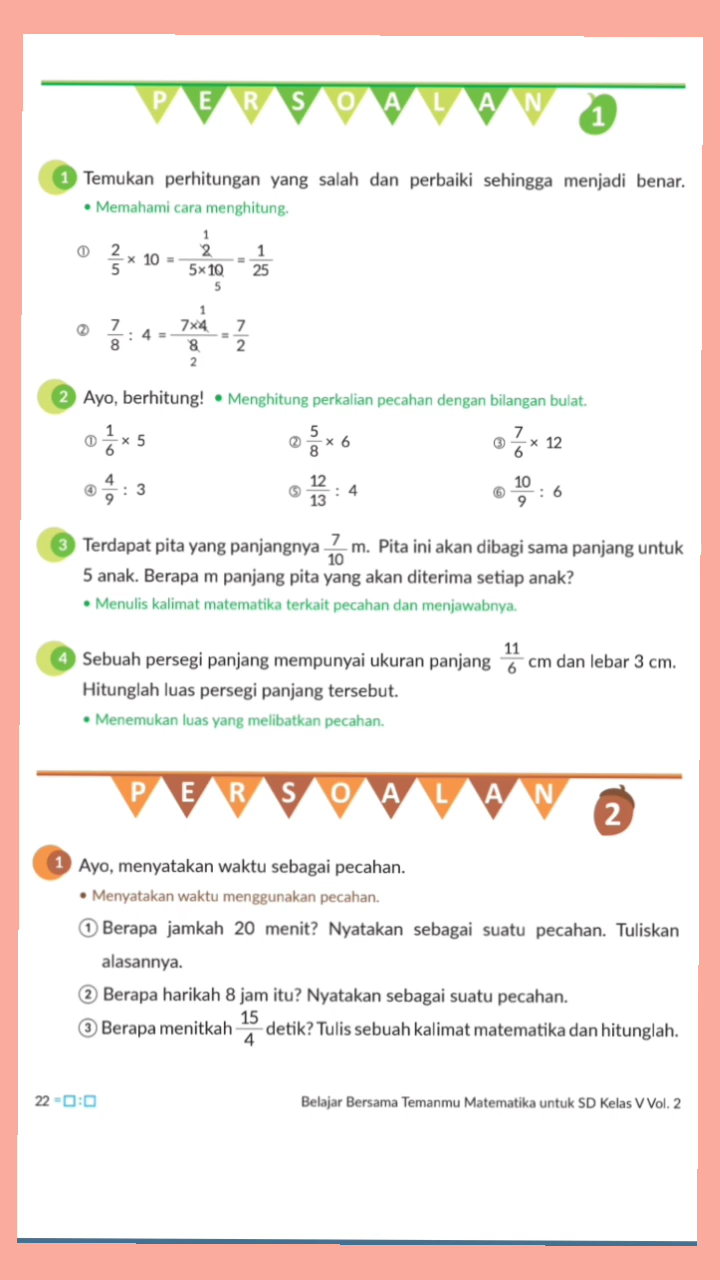 PERSOALAN 1
1 Temukan perhitungan yang salah dan perbaiki sehingga menjadi benar.
• Memahami cara menghitung.
① 2/5 × 10 = 2 1 / 5×10 5 = 1/25
② 7/8 : 4 = 7×4 1 / 8 2 = 7/2
2 Ayo, berhitung! • Menghitung perkalian pecahan dengan bilangan bulat.
① 1/6 × 5 ② 5/8 × 6 ③ 7/6 × 12
④ 4/9 : 3 ⑤ 12/13 : 4 ⑥ 10/9 : 6
3 Terdapat pita yang panjangnya 7/10 m. Pita ini akan dibagi sama panjang untuk
5 anak. Berapa m panjang pita yang akan diterima setiap anak?
• Menulis kalimat matematika terkait pecahan dan menjawabnya.
4 Sebuah persegi panjang mempunyai ukuran panjang 11/6 cm dan lebar 3 cm.
Hitunglah luas persegi panjang tersebut.
• Menemukan luas yang melibatkan pecahan.
PERSOALAN 2
1 Ayo, menyatakan waktu sebagai pecahan.
• Menyatakan waktu menggunakan pecahan.
① Berapa jamkah 20 menit? Nyatakan sebagai suatu pecahan. Tuliskan
alasannya.
② Berapa harikah 8 jam itu? Nyatakan sebagai suatu pecahan.
③ Berapa menitkah 15/4 detik? Tulis sebuah kalimat matematika dan hitunglah.
22 =□:□ Belajar Bersama Temanmu Matematika untuk SD Kelas V Vol. 2